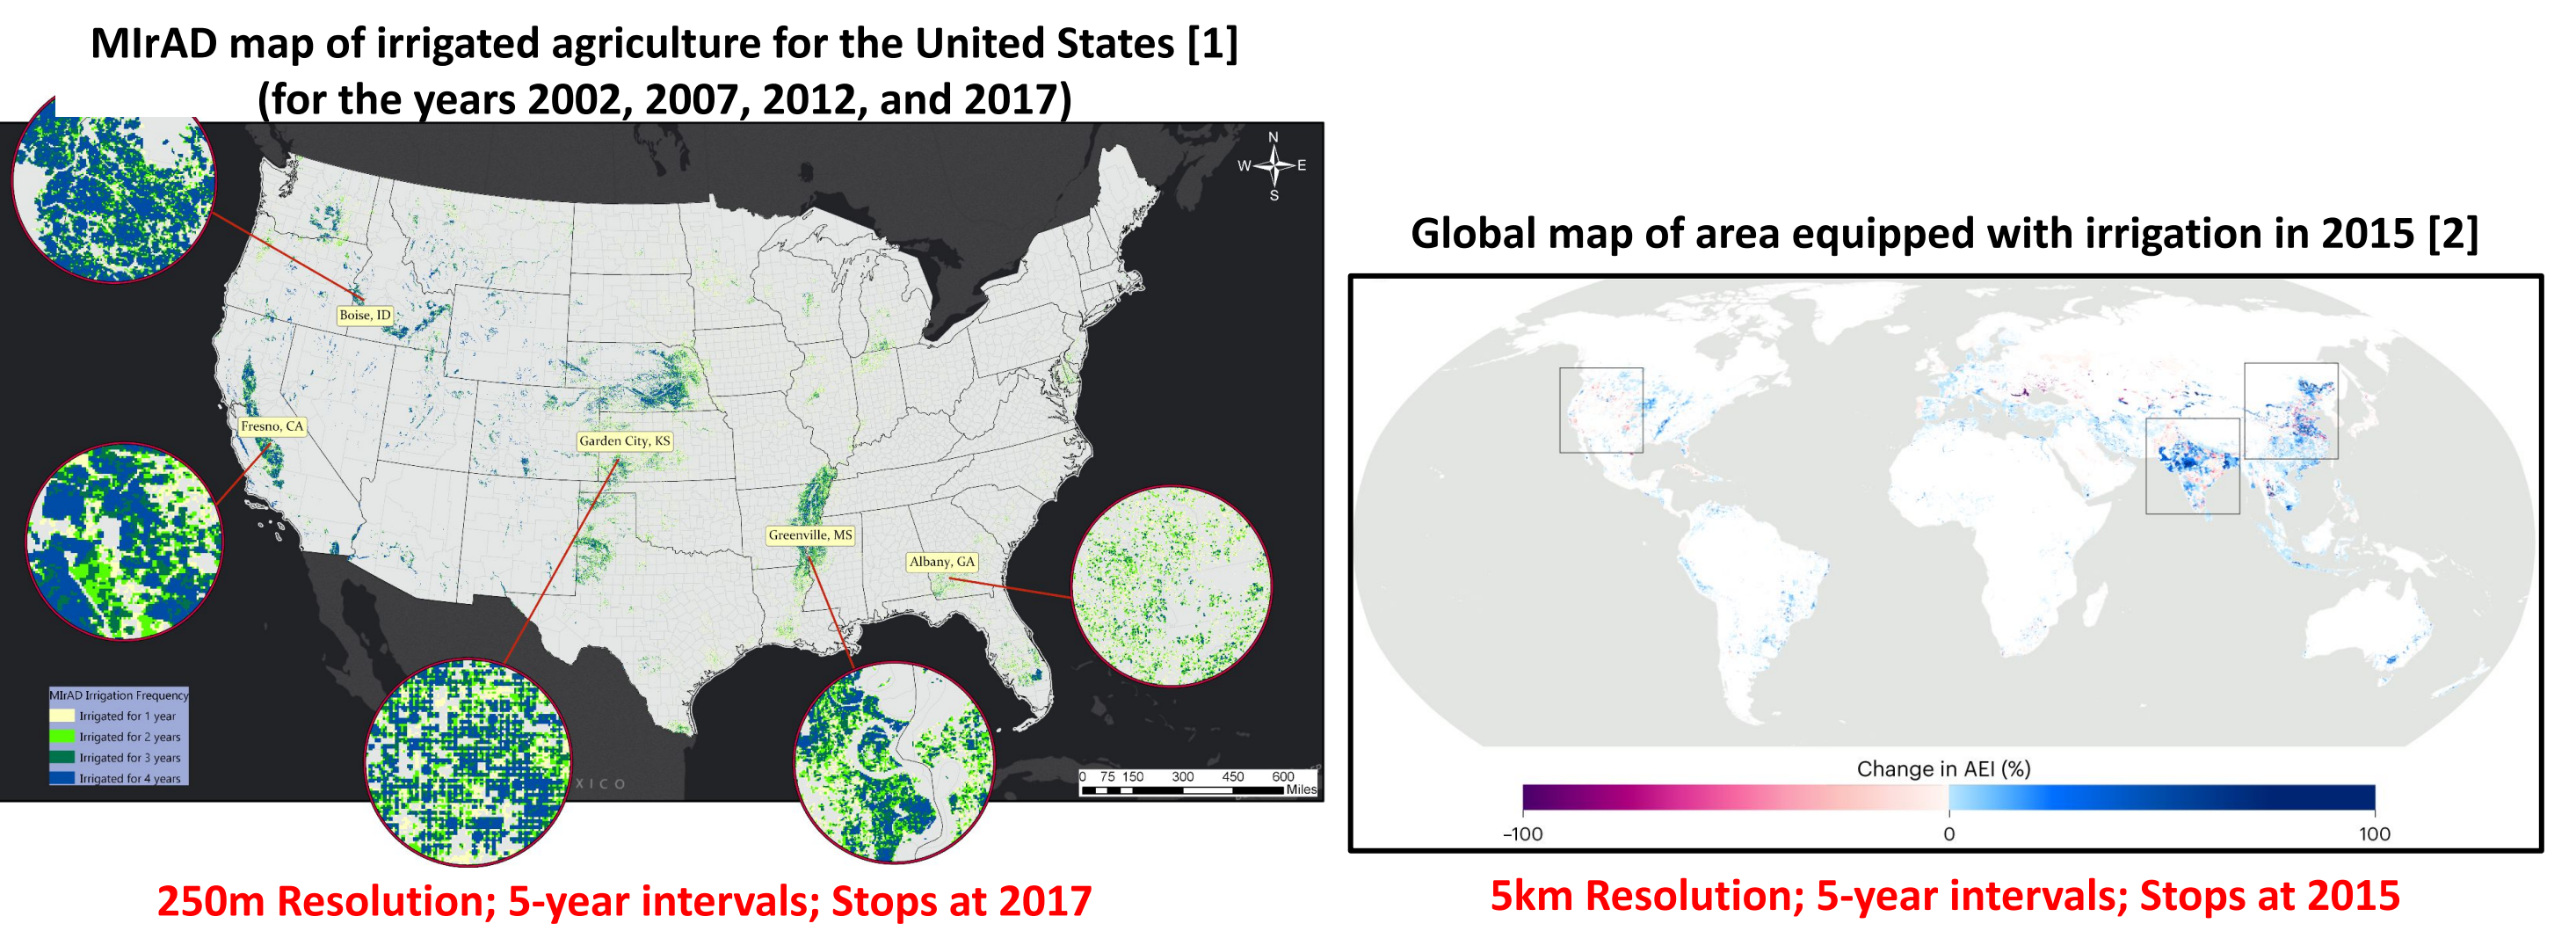 MIrAD map of irrigated agriculture for the United States [1]
(for the years 2002, 2007, 2012, and 2017)
N
W E
S
Boise, ID
Fresno, CA
Garden City, KS
Greenville, MS
Albany, GA
MIrAD Irrigation Frequency
Irrigated for 1 year
Irrigated for 2 years
Irrigated for 3 years
Irrigated for 4 years
X I C O
0 75 150 300 450 600
Miles
250m Resolution; 5-year intervals; Stops at 2017
Global map of area equipped with irrigation in 2015 [2]
Change in AEI (%)
−100 0 100
5km Resolution; 5-year intervals; Stops at 2015